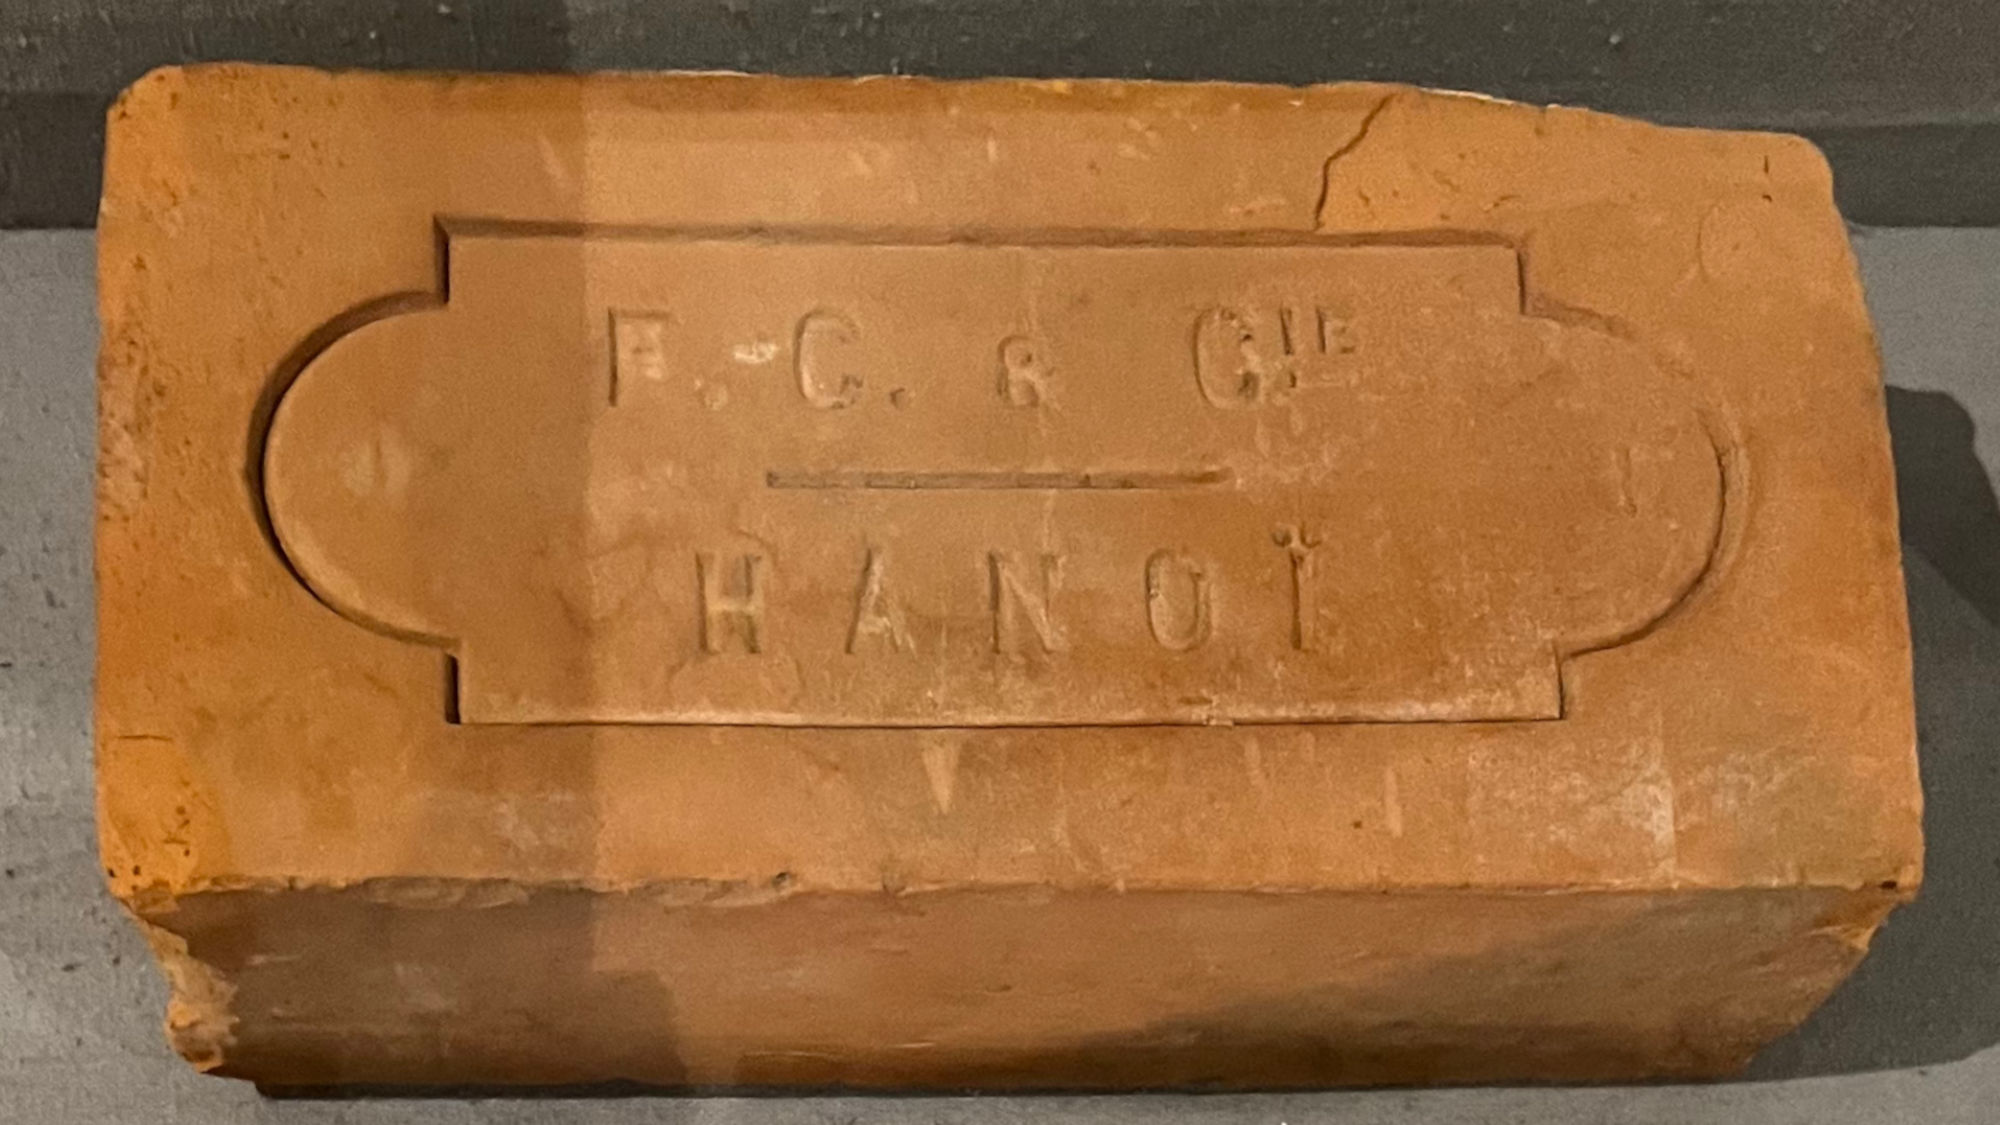 F. C. & CIE
HANOÏ